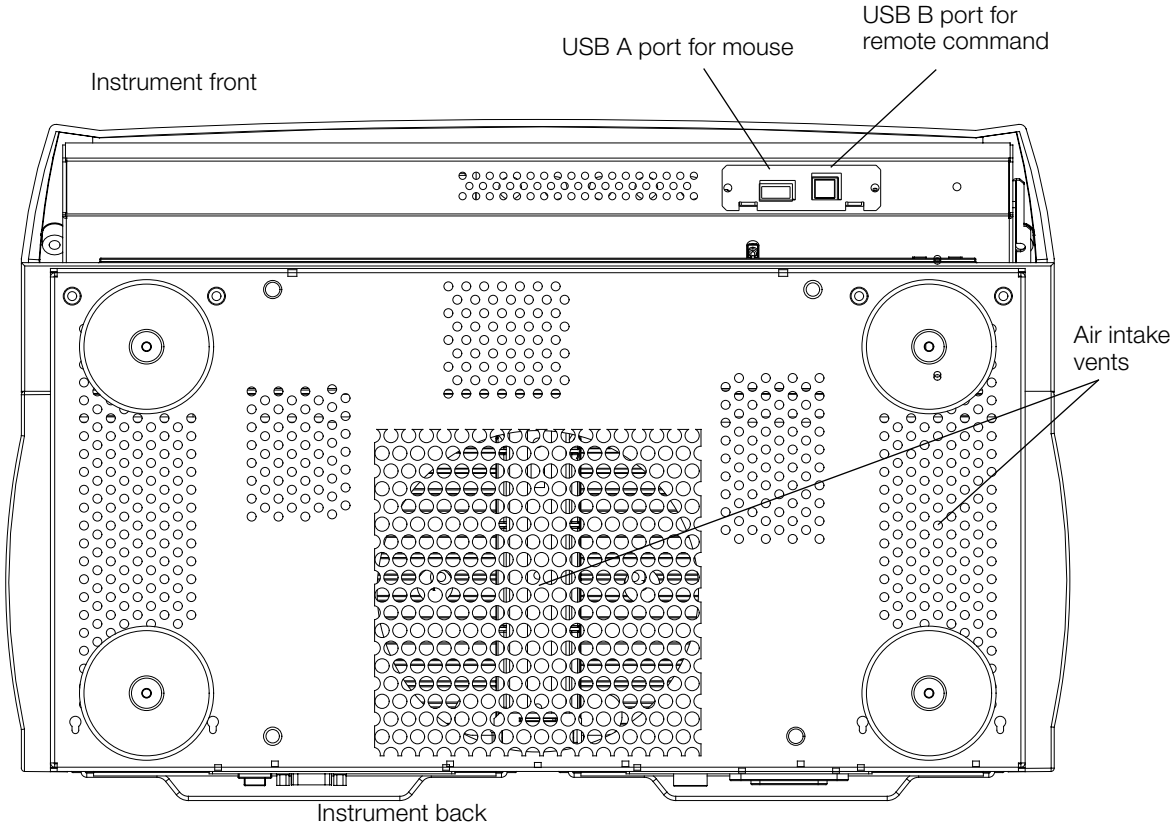 USB B port for
remote command
USB A port for mouse
Instrument front
Air intake
vents
Instrument back